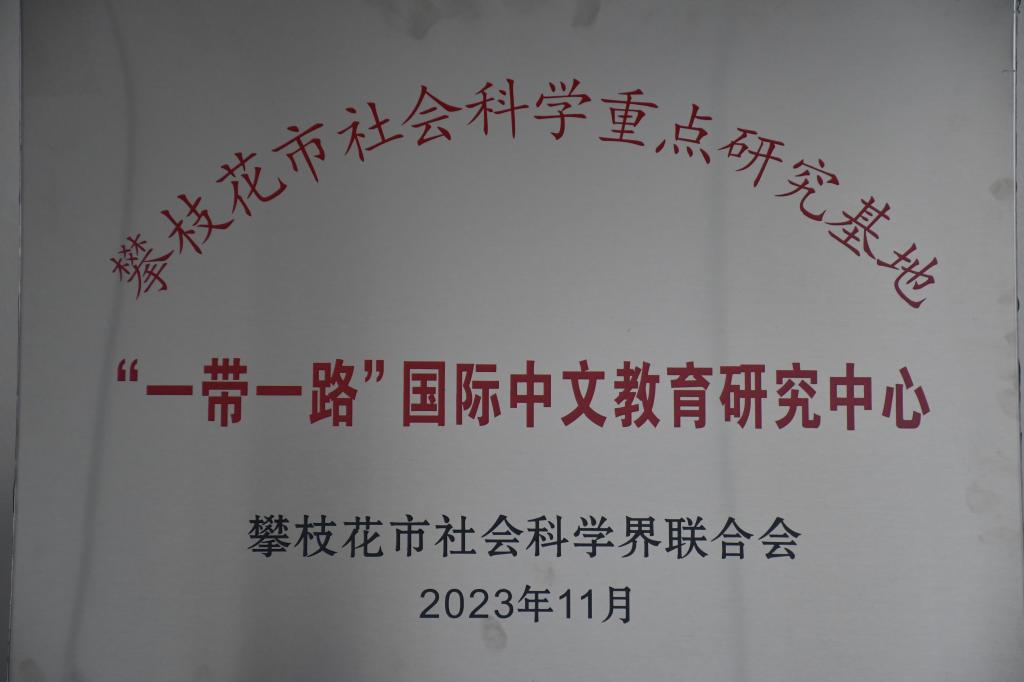 攀枝花市社会科学重点研究基地
“一带一路”国际中文教育研究中心
攀枝花市社会科学界联合会
2023年11月